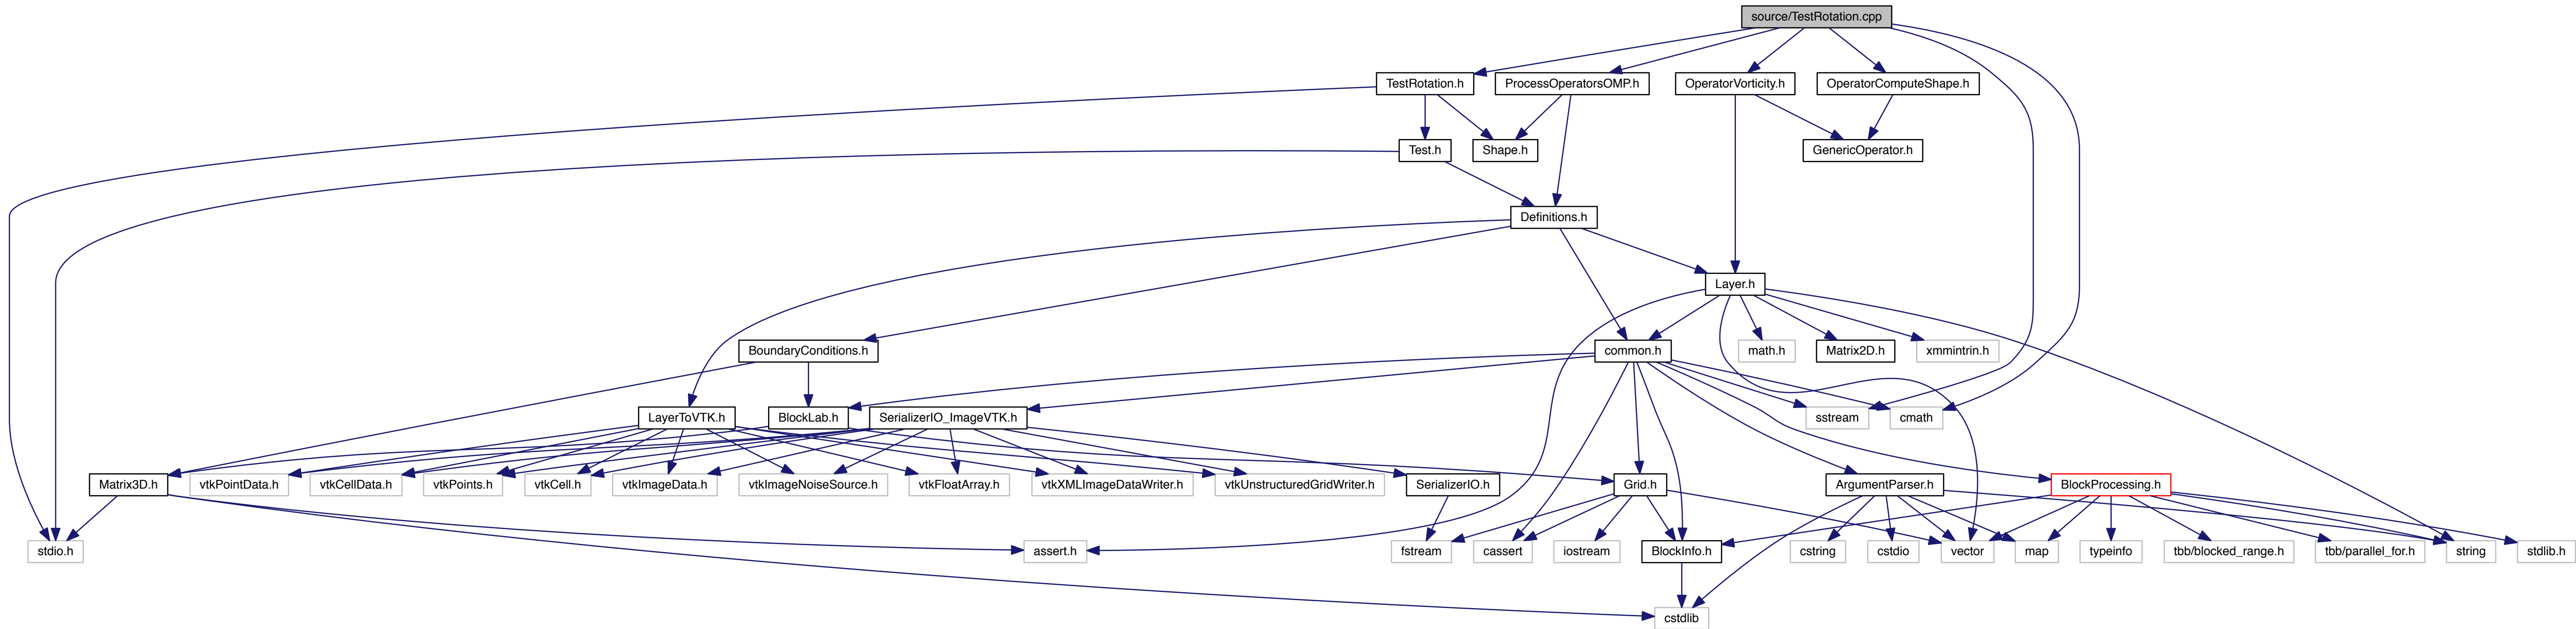 source/TestRotation.cpp
TestRotation.h
ProcessOperatorsOMP.h
OperatorVorticity.h
OperatorComputeShape.h
Test.h
Shape.h
GenericOperator.h
Definitions.h
Layer.h
BoundaryConditions.h
common.h
math.h
Matrix2D.h
xmmintrin.h
LayerToVTK.h
BlockLab.h
SerializerIO_ImageVTK.h
sstream
cmath
Matrix3D.h
vtkPointData.h
vtkCellData.h
vtkPoints.h
vtkCell.h
vtkImageData.h
vtkImageNoiseSource.h
vtkFloatArray.h
vtkXMLImageDataWriter.h
vtkUnstructuredGridWriter.h
SerializerIO.h
Grid.h
ArgumentParser.h
BlockProcessing.h
stdio.h
assert.h
fstream
cassert
iostream
BlockInfo.h
cstring
cstdio
vector
map
typeinfo
tbb/blocked_range.h
tbb/parallel_for.h
string
stdlib.h
cstdlib